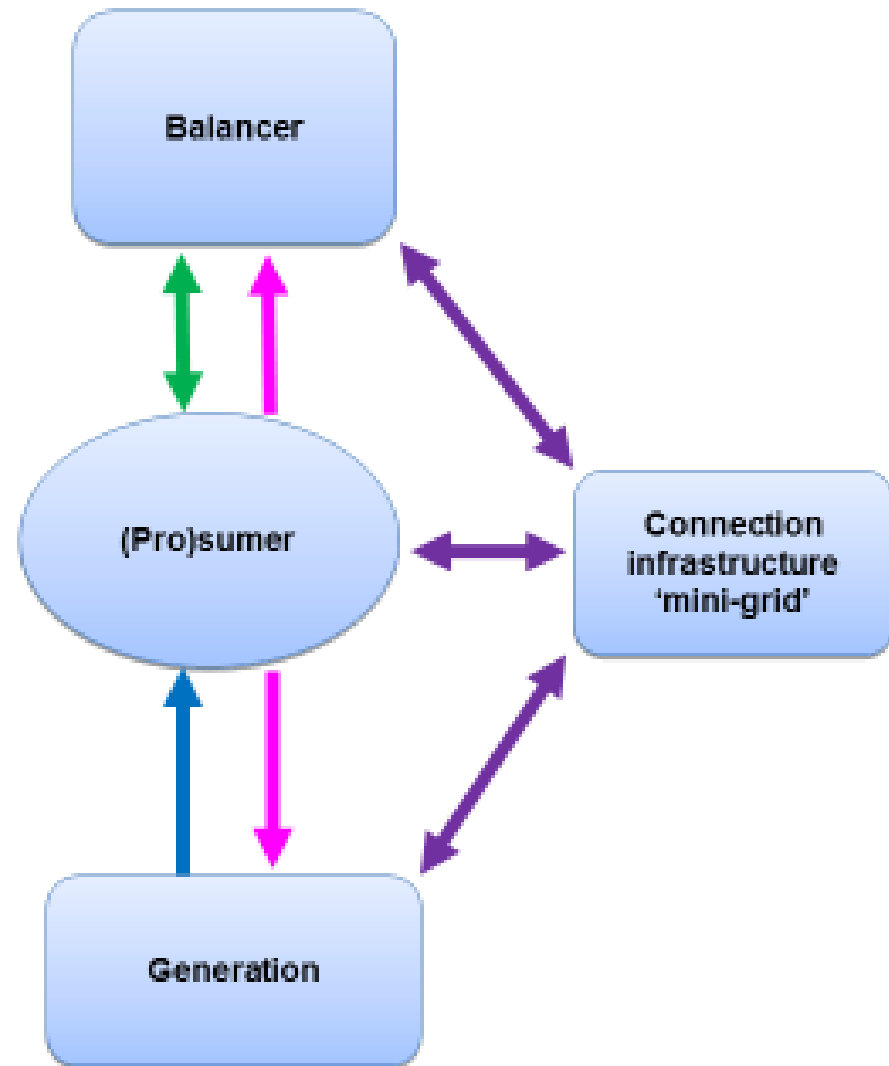 Balancer
(Pro)sumer
Connection
infrastructure
‘mini-grid’
Generation